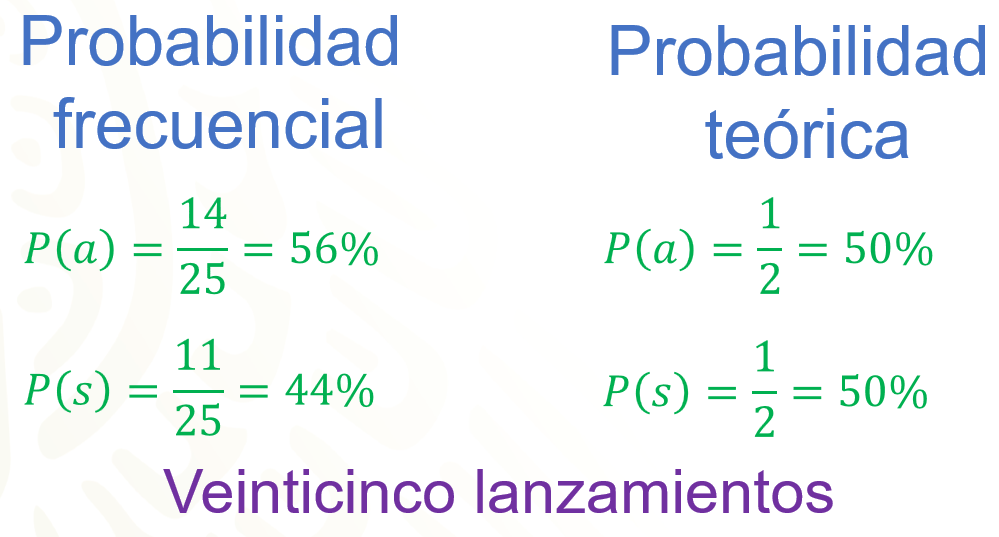 Probabilidad
frecuencial
P(a) = 14/25 = 56%
P(s) = 11/25 = 44%
Probabilidad
teórica
P(a) = 1/2 = 50%
P(s) = 1/2 = 50%
Veinticinco lanzamientos